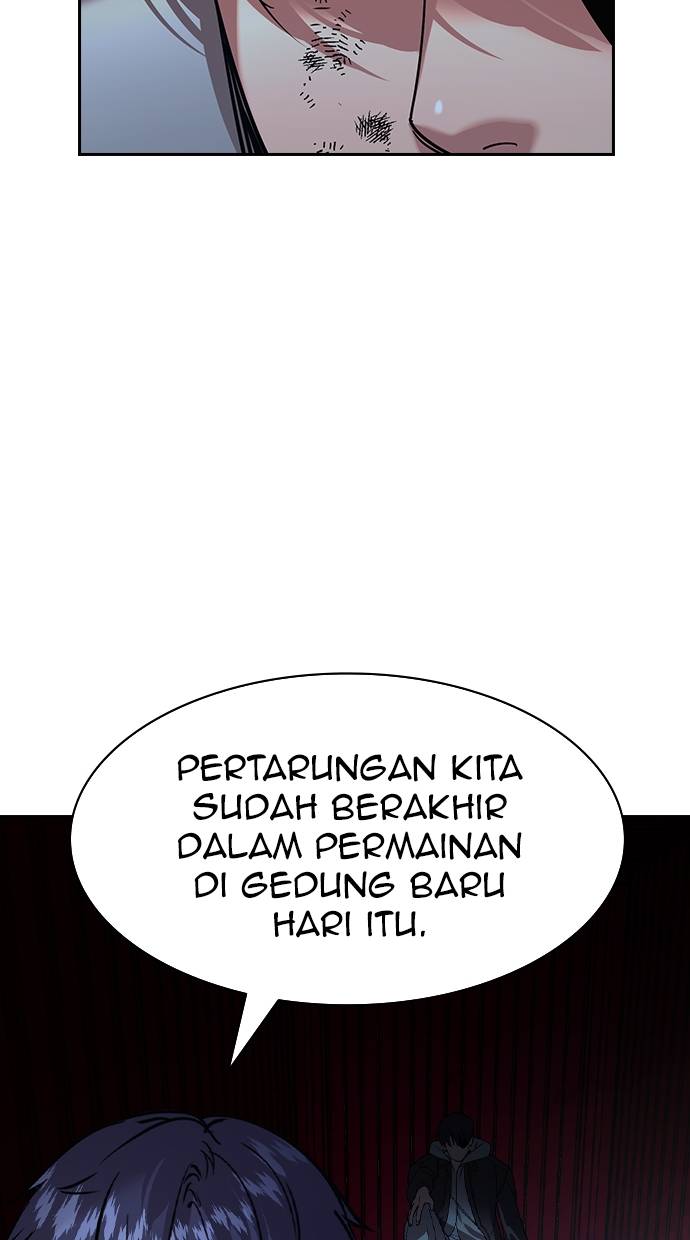 PERTARUNGAN KITA
SUDAH BERAKHIR
DALAM PERMAINAN
DI GEDUNG BARU
HARI ITU.